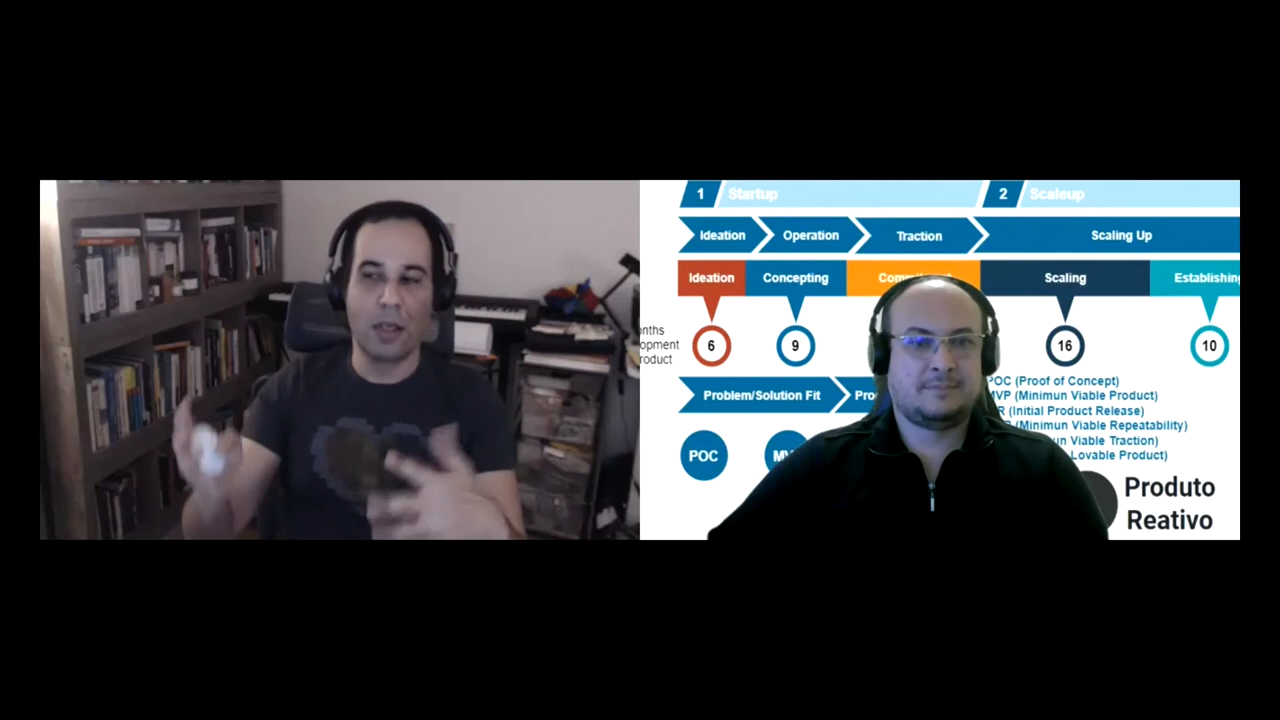 1 Startup 2 Scaleup
Ideation Operation Traction Scaling Up
Ideation Concepting Scaling Establishing
onths
opment
roduct
6 9 16 10
Problem/Solution Fit
POC (Proof of Concept)
MVP (Minimun Viable Product)
R (Initial Product Release)
(Minimun Viable Repeatability)
un Viable Traction)
Lovable Product)
POC
Produto
Reativo